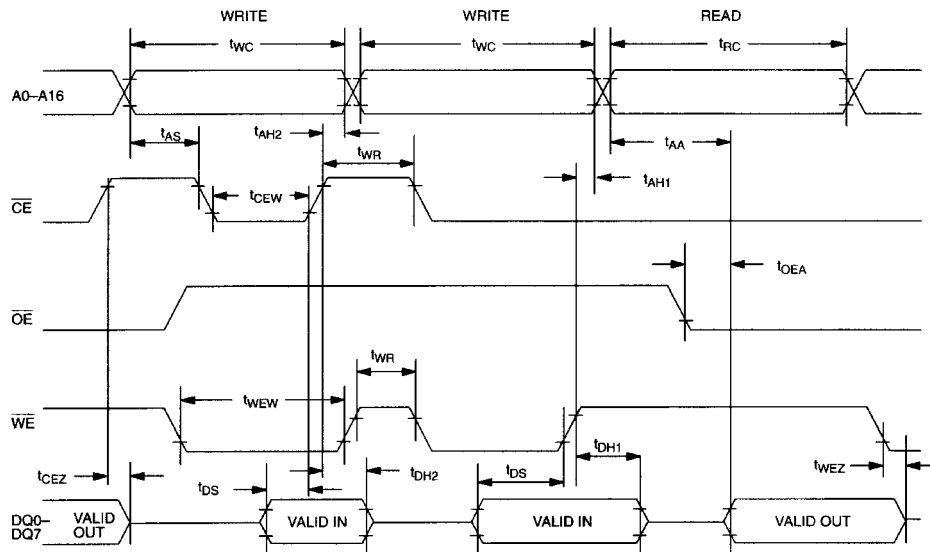 WRITE WRITE READ
tWC tWC tRC
A0–A16
tAS tAH2 tWR tAA
tAH1
CE tCEW
tOEA
OE
tWR
tWEW
WE
tCEZ tDS tDH2 tDS tDH1 tWEZ
DQ0– DQ7 VALID OUT VALID IN VALID IN VALID OUT